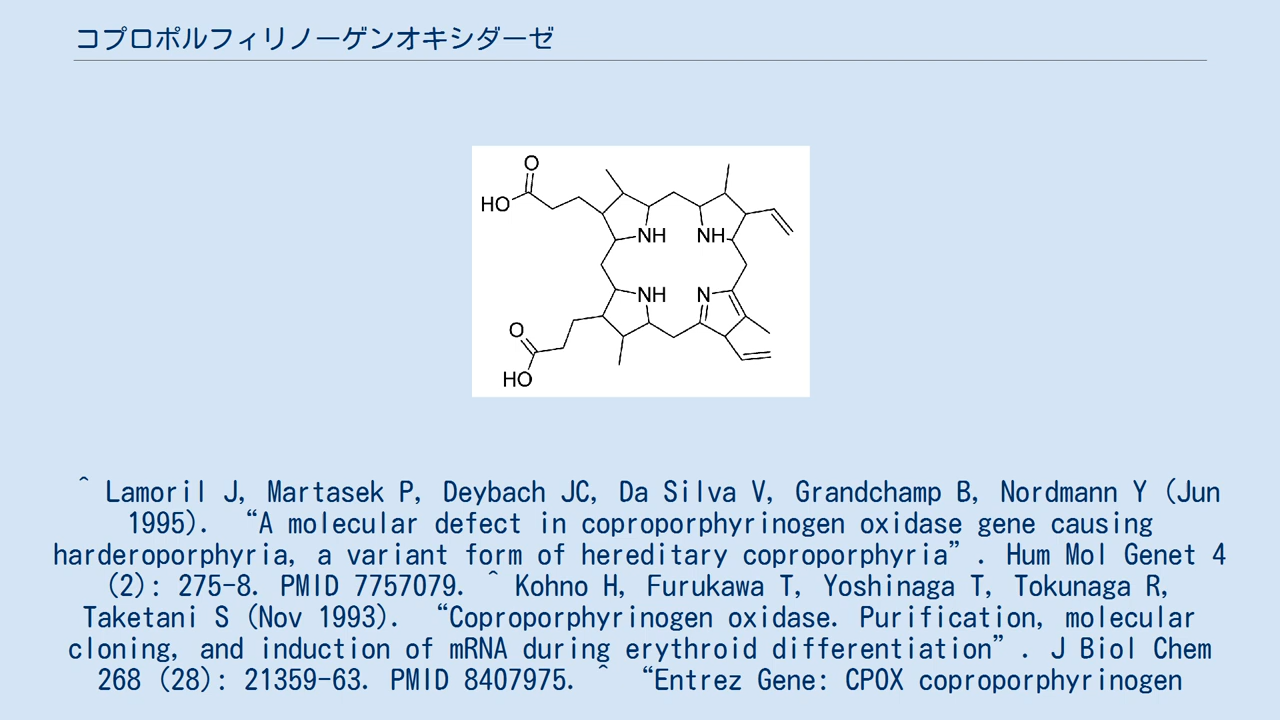 コプロポルフィリノーゲンオキシダーゼ
O
HO
NH
NH
NH
N
O
HO
^ Lamoril J, Martasek P, Deybach JC, Da Silva V, Grandchamp B, Nordmann Y (Jun
1995). “A molecular defect in coproporphyrinogen oxidase gene causing
harderoporphyria, a variant form of hereditary coproporphyria”. Hum Mol Genet 4
(2): 275-8. PMID 7757079. ^ Kohno H, Furukawa T, Yoshinaga T, Tokunaga R,
Taketani S (Nov 1993). “Coproporphyrinogen oxidase. Purification, molecular
cloning, and induction of mRNA during erythroid differentiation”. J Biol Chem
268 (28): 21359-63. PMID 8407975. ^ “Entrez Gene: CPOX coproporphyrinogen